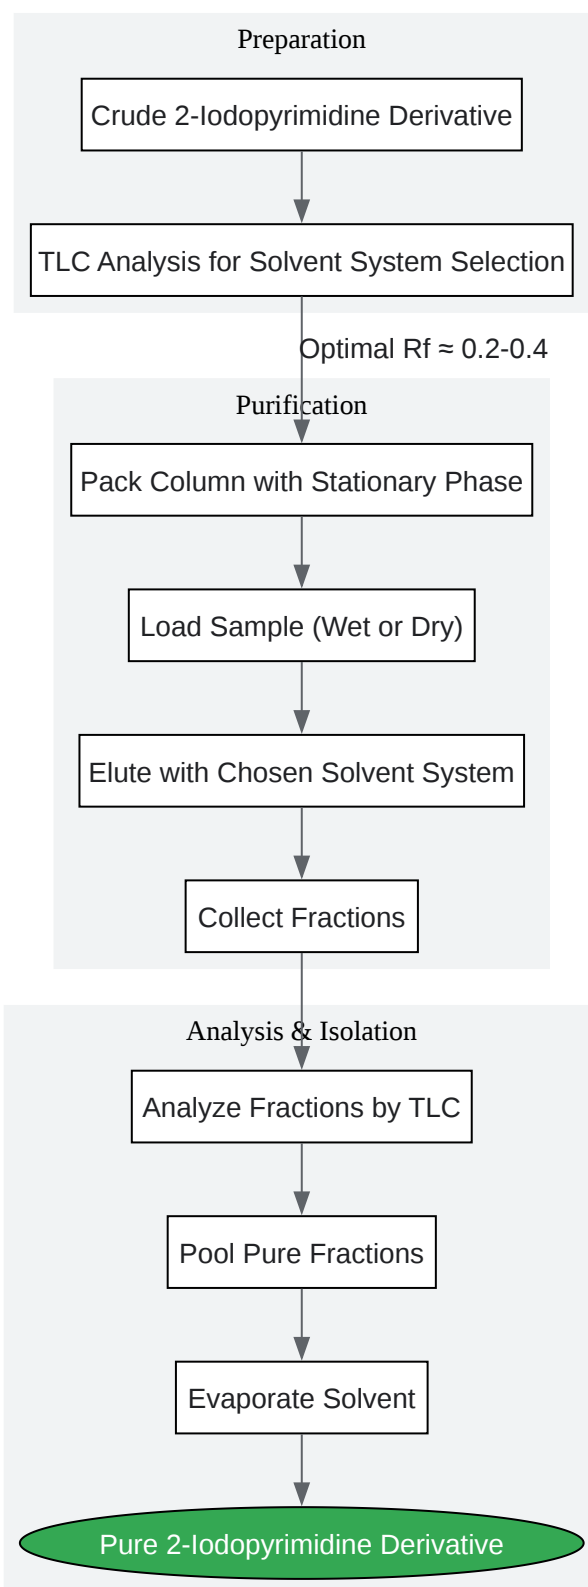 Preparation
Crude 2-Iodopyrimidine Derivative
TLC Analysis for Solvent System Selection
Optimal Rf ≈ 0.2-0.4
Purification
Pack Column with Stationary Phase
Load Sample (Wet or Dry)
Elute with Chosen Solvent System
Collect Fractions
Analysis & Isolation
Analyze Fractions by TLC
Pool Pure Fractions
Evaporate Solvent
Pure 2-Iodopyrimidine Derivative